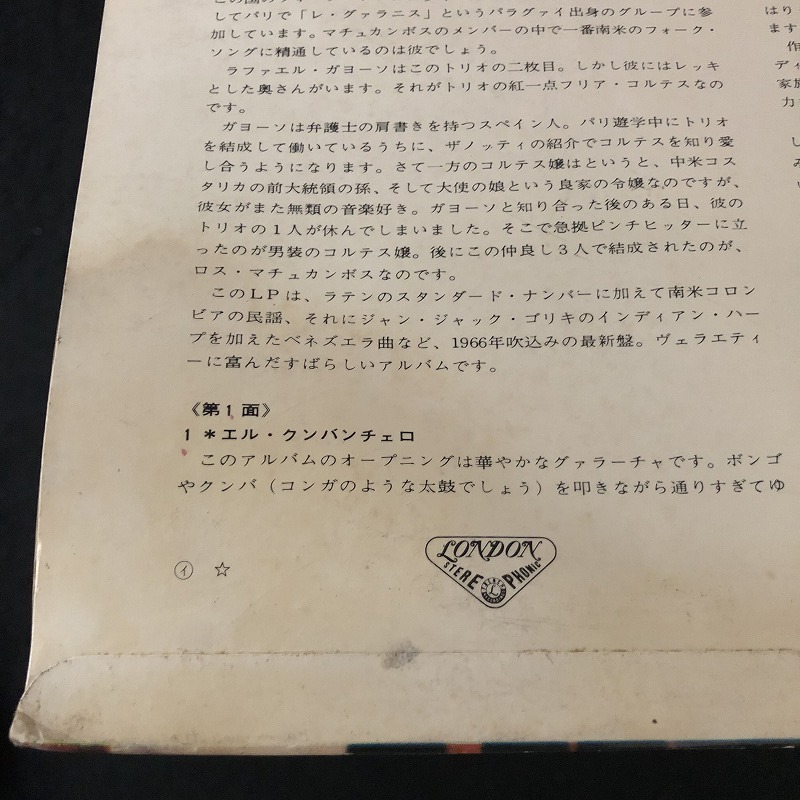 してパリで「レ・グァラニス」というパラグァイ出身のグループに参
加しています。マチュカンボスのメンバーの中で一番南米のフォーク・
ソングに精通しているのは彼でしょう。
ラファエル・ガヨーソはこのトリオの二枚目。しかし彼にはレッキ
とした奥さんがいます。それがトリオの紅一点フリア・コルテスなの
です。
ガヨーソは弁護士の肩書きを持つスペイン人。パリ遊学中にトリオ
を結成して働いているうちに、ザノッティの紹介でコルテスを知り愛
し合うようになります。さて一方のコルテス嬢はというと、中米コス
タリカの前大統領の孫、そして大使の娘という良家の令嬢なのですが、
彼女がまた無類の音楽好き。ガヨーソと知り合った後のある日、彼の
トリオの1人が休んでしまいました。そこで急拠ピンチヒッターに立
ったのが男装のコルテス嬢。後にこの仲良し3人で結成されたのが、
ロス・マチュカンボスなのです。
このLPは、ラテンのスタンダード・ナンバーに加えて南米コロン
ビアの民謡、それにジャン・ジャック・ゴリキのインディアン・ハー
プを加えたベネズエラ曲など、1966年吹込みの最新盤。ヴェラエティ
ーに富んだすばらしいアルバムです。
《第1面》
1 *エル・クンバンチェロ
このアルバムのオープニングは華やかなグァラーチャです。ボンゴ
やクンバ（コンガのような太鼓でしょう）を叩きながら通りすぎてゆ
㋑ ☆
LONDON
STEREOPHONIC
はり
ます
作
ディ
家族
力